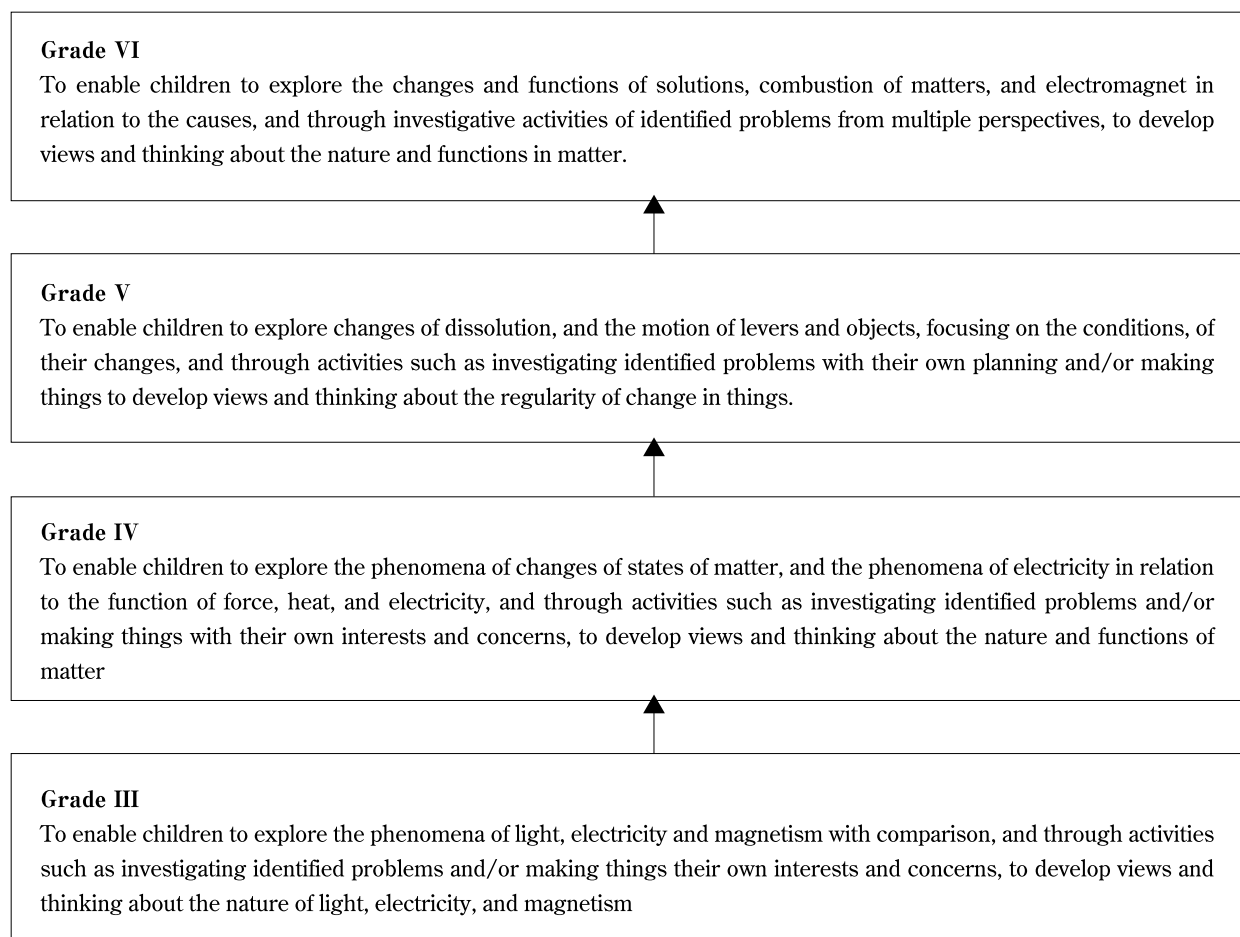 Grade VI
To enable children to explore the changes and functions of solutions, combustion of matters, and electromagnet in
relation to the causes, and through investigative activities of identified problems from multiple perspectives, to develop
views and thinking about the nature and functions in matter.
Grade V
To enable children to explore changes of dissolution, and the motion of levers and objects, focusing on the conditions, of
their changes, and through activities such as investigating identified problems with their own planning and/or making
things to develop views and thinking about the regularity of change in things.
Grade IV
To enable children to explore the phenomena of changes of states of matter, and the phenomena of electricity in relation
to the function of force, heat, and electricity, and through activities such as investigating identified problems and/or
making things with their own interests and concerns, to develop views and thinking about the nature and functions of
matter
Grade III
To enable children to explore the phenomena of light, electricity and magnetism with comparison, and through activities
such as investigating identified problems and/or making things their own interests and concerns, to develop views and
thinking about the nature of light, electricity, and magnetism